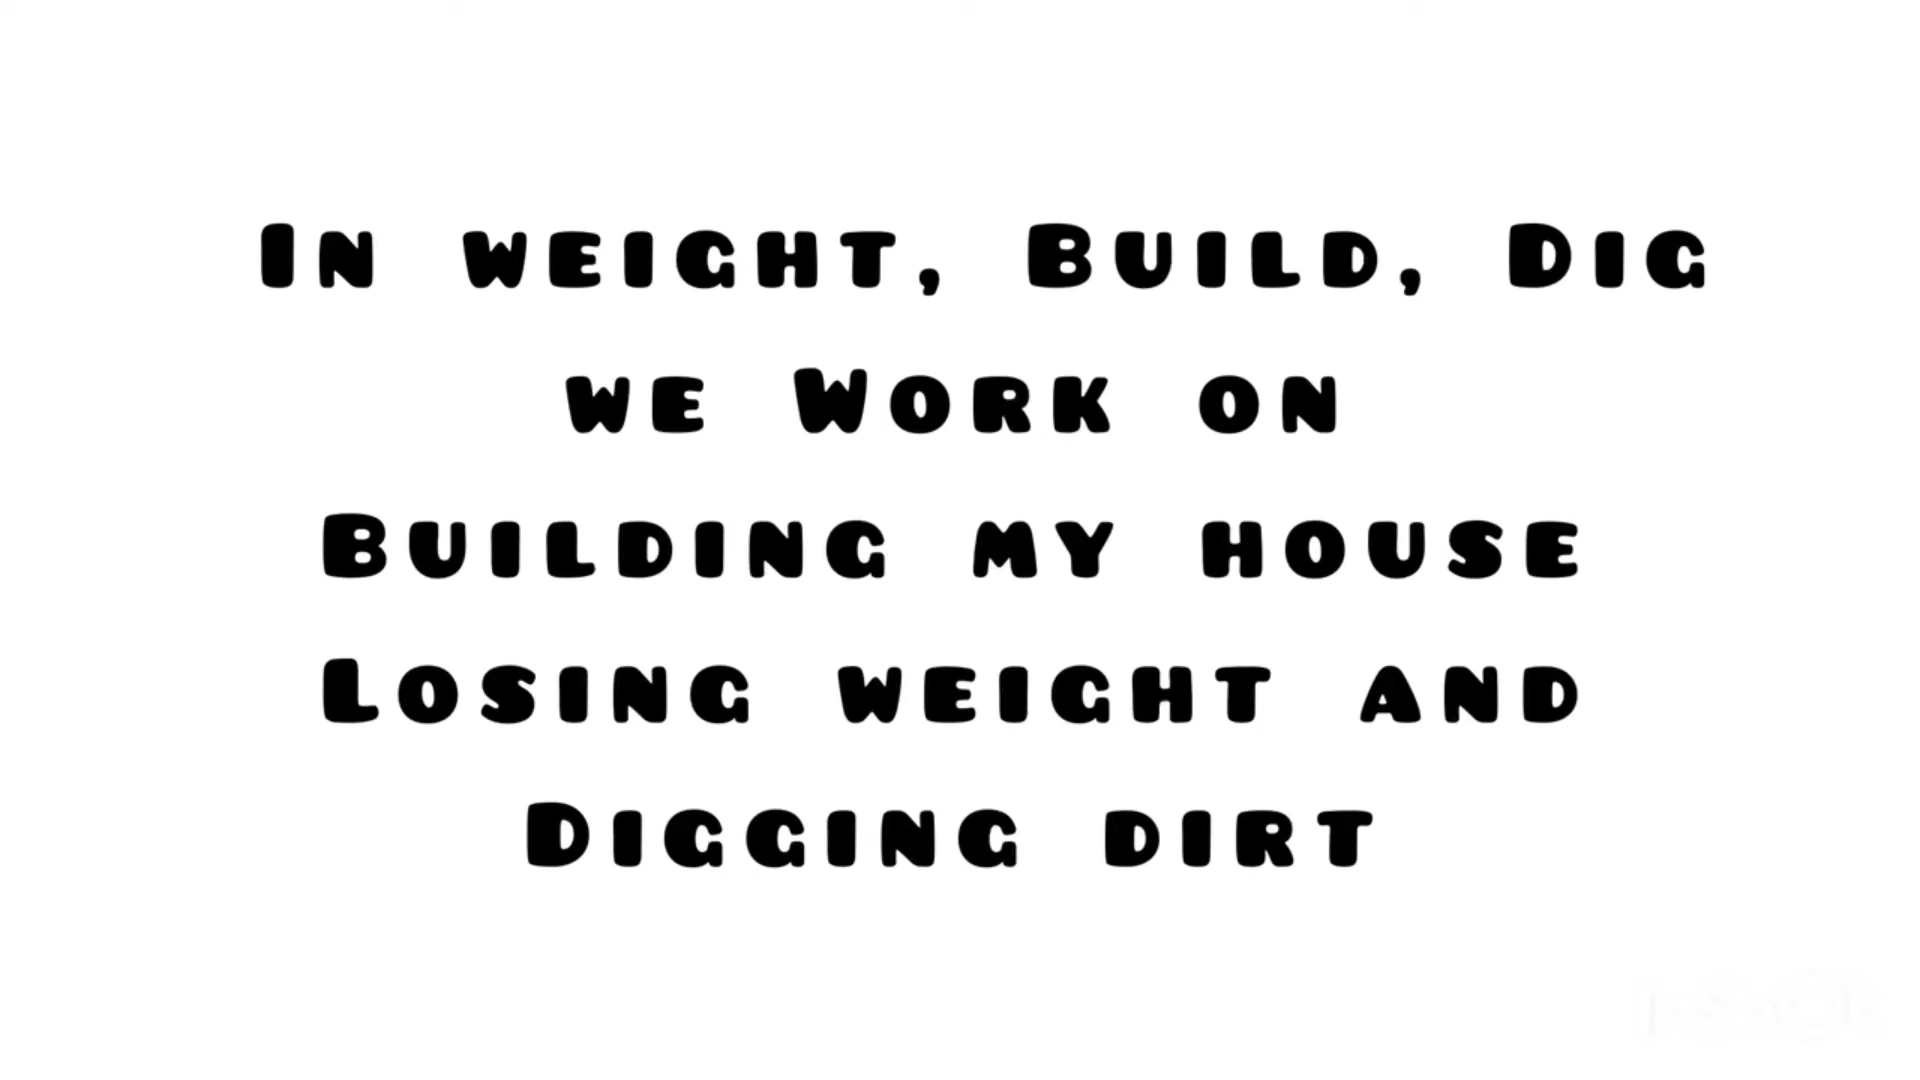 In weight, Build, Dig
we Work on
Building my house
Losing weight and
Digging dirt